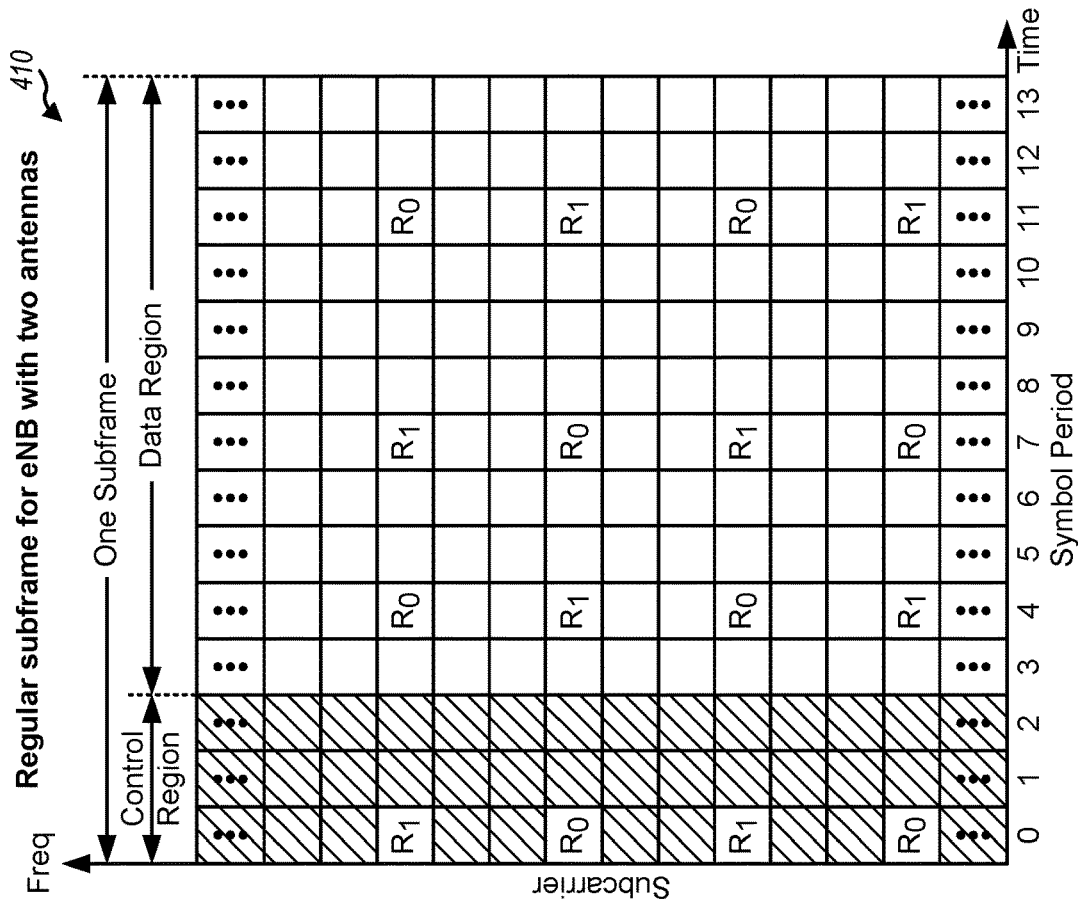 Regular subframe for eNB with two antennas
410
Freq
One Subframe
Control Region
Data Region
••• ••• ••• ••• ••• ••• ••• ••• ••• ••• ••• ••• ••• •••
R1 R0 R1 R0
R0 R1 R0 R1
R1 R0 R1 R0
R0 R1 R0 R1
••• ••• ••• ••• ••• ••• ••• ••• ••• ••• ••• ••• ••• •••
0 1 2 3 4 5 6 7 8 9 10 11 12 13
Time
Symbol Period
Subcarrier